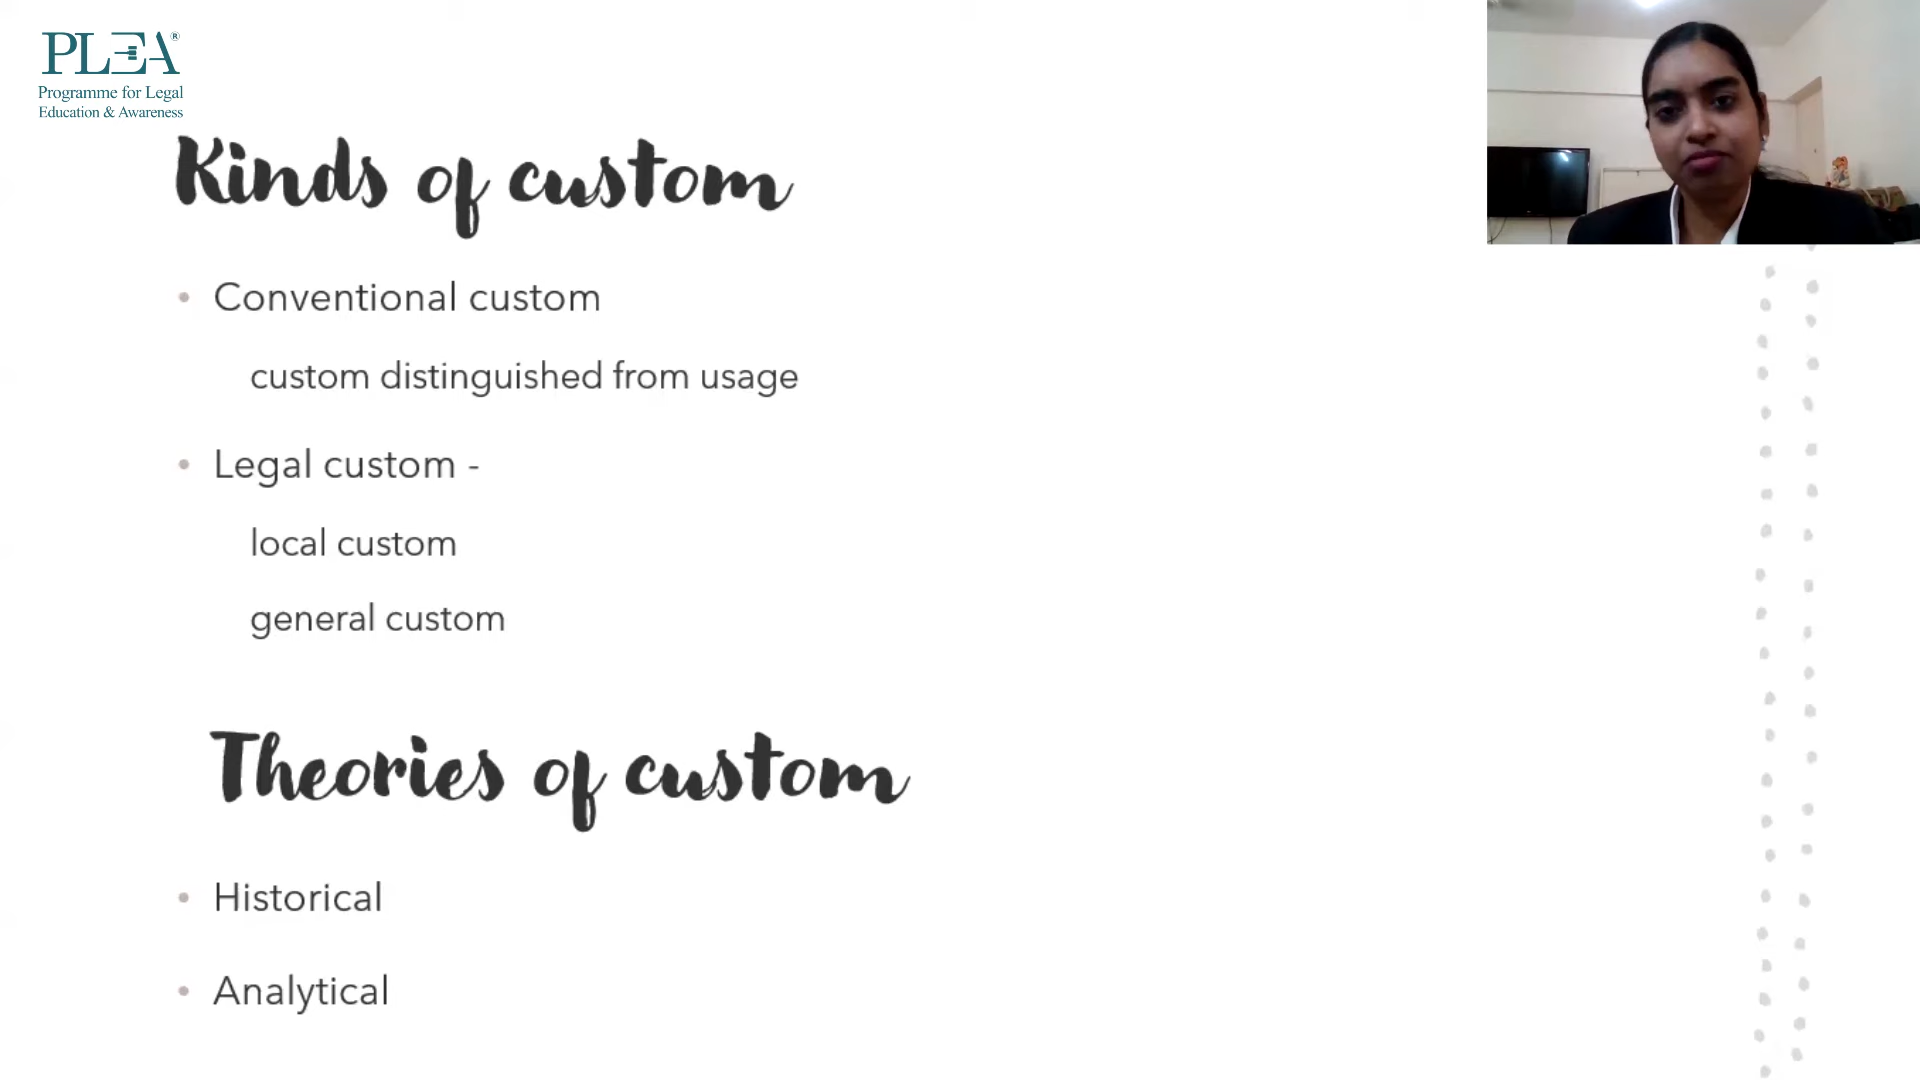 PLEA®
Programme for Legal
Education & Awareness
Kinds of custom
• Conventional custom
custom distinguished from usage
• Legal custom -
local custom
general custom
Theories of custom
• Historical
• Analytical